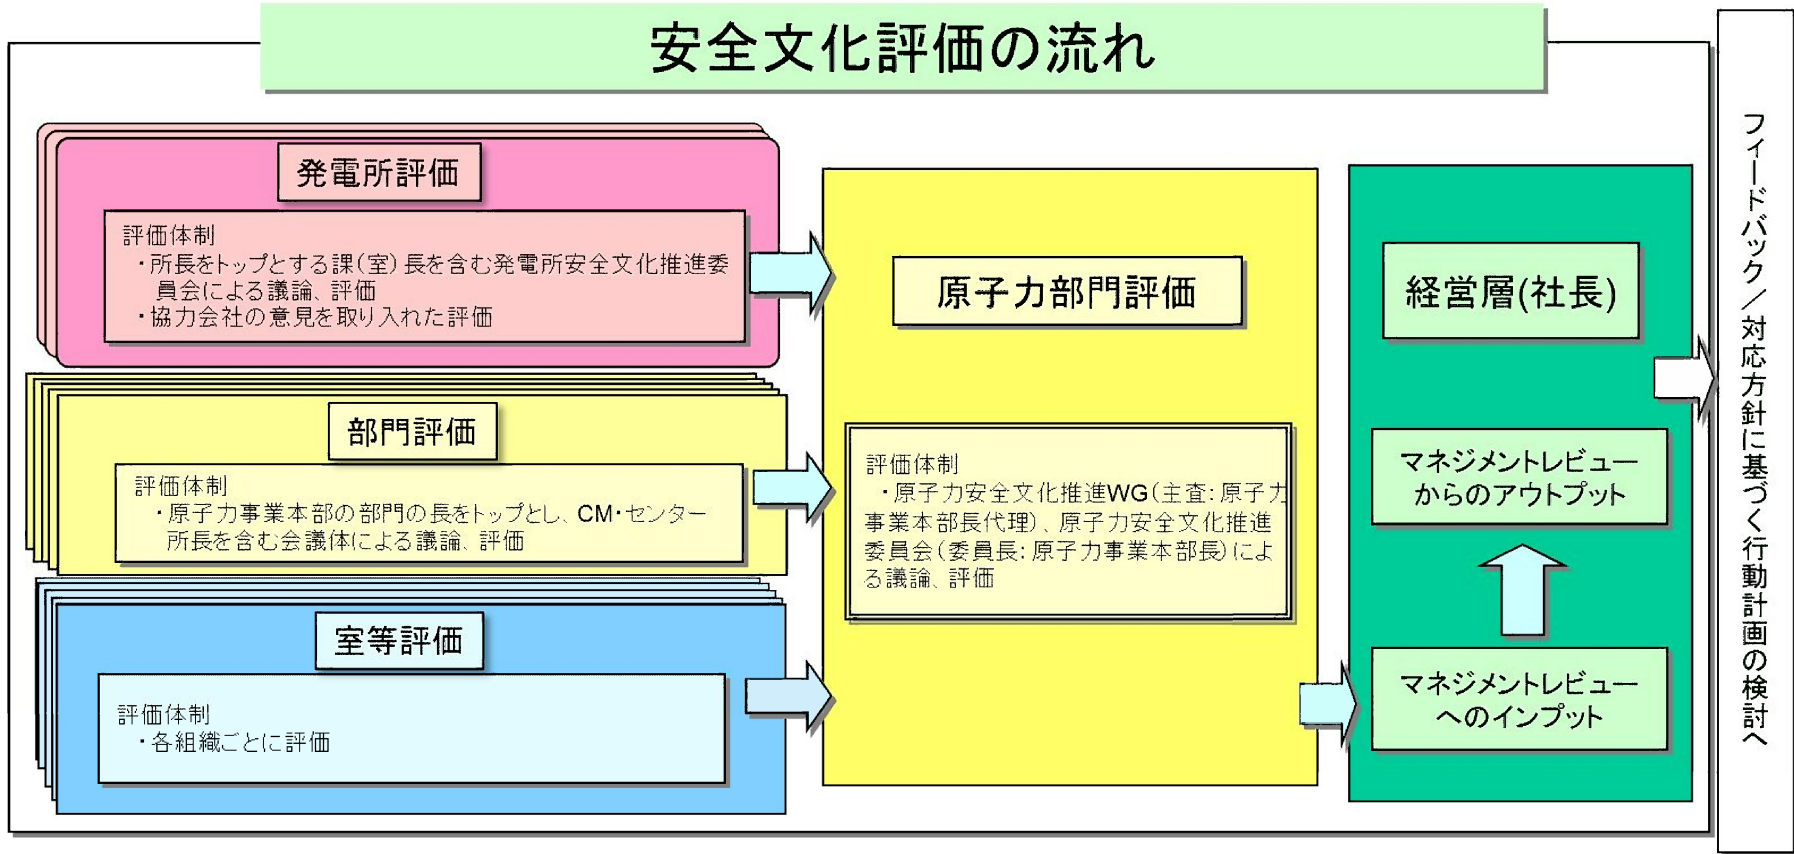 安全文化評価の流れ
発電所評価
評価体制
・所長をトップとする課(室)長を含む発電所安全文化推進委
員会による議論、評価
・協力会社の意見を取り入れた評価
部門評価
評価体制
・原子力事業本部の部門の長をトップとし、CM・センター
所長を含む会議体による議論、評価
室等評価
評価体制
・各組織ごとに評価
原子力部門評価
評価体制
・原子力安全文化推進WG(主査:原子力
事業本部長代理)、原子力安全文化推進
委員会(委員長:原子力事業本部長)によ
る議論、評価
経営層(社長)
マネジメントレビュー
からのアウトプット
マネジメントレビュー
へのインプット
フィードバック/対応方針に基づく行動計画の検討へ